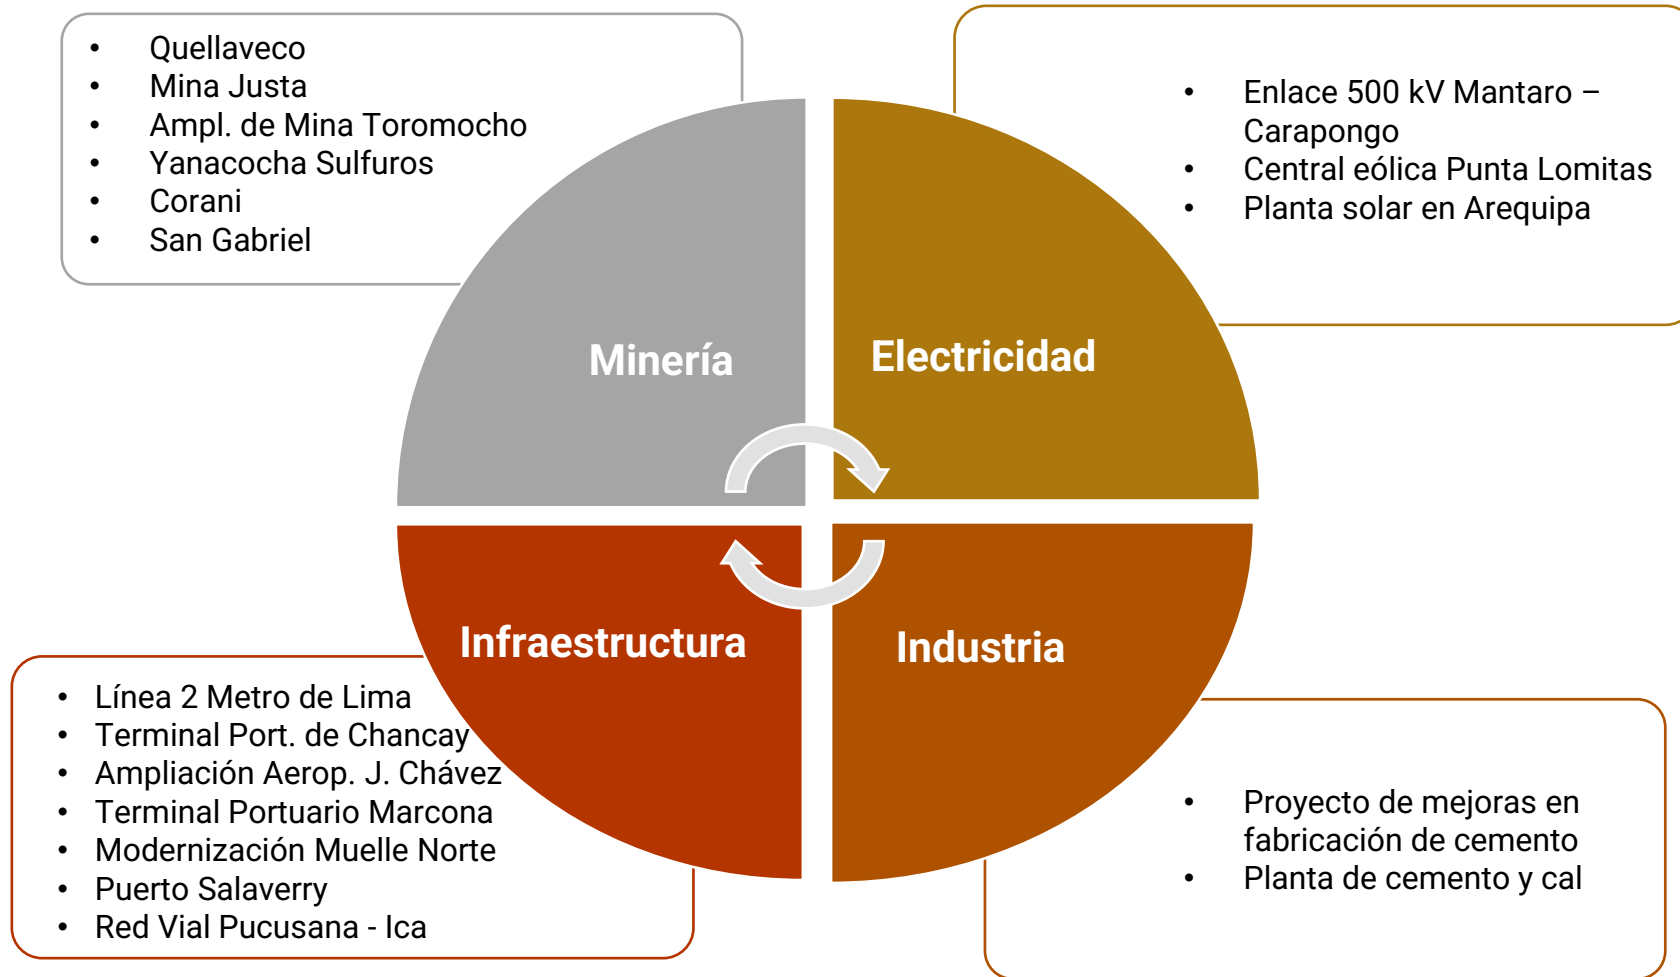 • Quellaveco
• Mina Justa
• Ampl. de Mina Toromocho
• Yanacocha Sulfuros
• Corani
• San Gabriel
• Enlace 500 kV Mantaro –
Carapongo
• Central eólica Punta Lomitas
• Planta solar en Arequipa
Minería
Electricidad
Infraestructura
Industria
• Línea 2 Metro de Lima
• Terminal Port. de Chancay
• Ampliación Aerop. J. Chávez
• Terminal Portuario Marcona
• Modernización Muelle Norte
• Puerto Salaverry
• Red Vial Pucusana - Ica
• Proyecto de mejoras en
fabricación de cemento
• Planta de cemento y cal